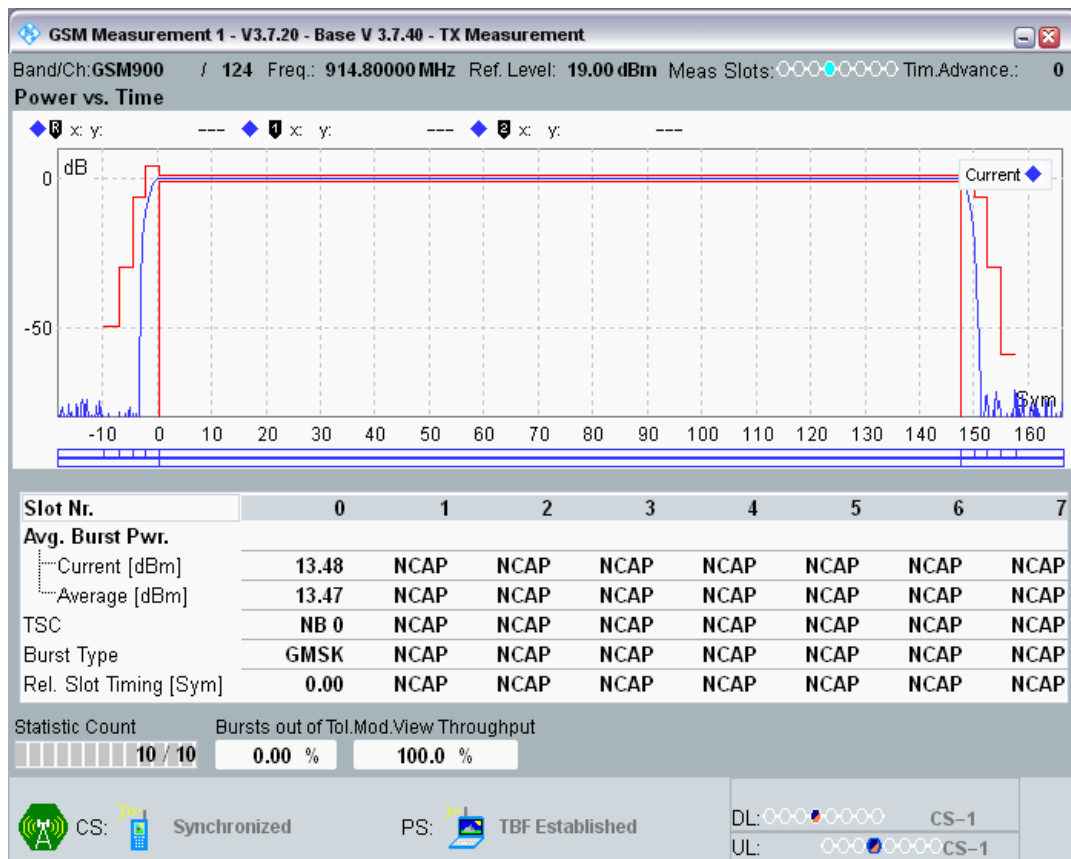 GSM Measurement 1 - V3.7.20 - Base V 3.7.40 - TX Measurement
Band/Ch:GSM900 / 124 Freq.: 914.80000 MHz Ref. Level: 19.00 dBm Meas Slots: Tim.Advance.: 0
Power vs. Time
R x: y: --- 1 x: y: --- 2 x: y: ---
dB
Current
0
-50
Sym
-10 0 10 20 30 40 50 60 70 80 90 100 110 120 130 140 150 160
Slot Nr. 0 1 2 3 4 5 6 7
Avg. Burst Pwr.
Current [dBm] 13.48 NCAP NCAP NCAP NCAP NCAP NCAP NCAP
Average [dBm] 13.47 NCAP NCAP NCAP NCAP NCAP NCAP NCAP
TSC NB 0 NCAP NCAP NCAP NCAP NCAP NCAP NCAP
Burst Type GMSK NCAP NCAP NCAP NCAP NCAP NCAP NCAP
Rel. Slot Timing [Sym] 0.00 NCAP NCAP NCAP NCAP NCAP NCAP NCAP
Statistic Count Bursts out of Tol.Mod.View Throughput
10 / 10 0.00 % 100.0 %
CS: Synchronized PS: TBF Established
DL: CS-1
UL: CS-1